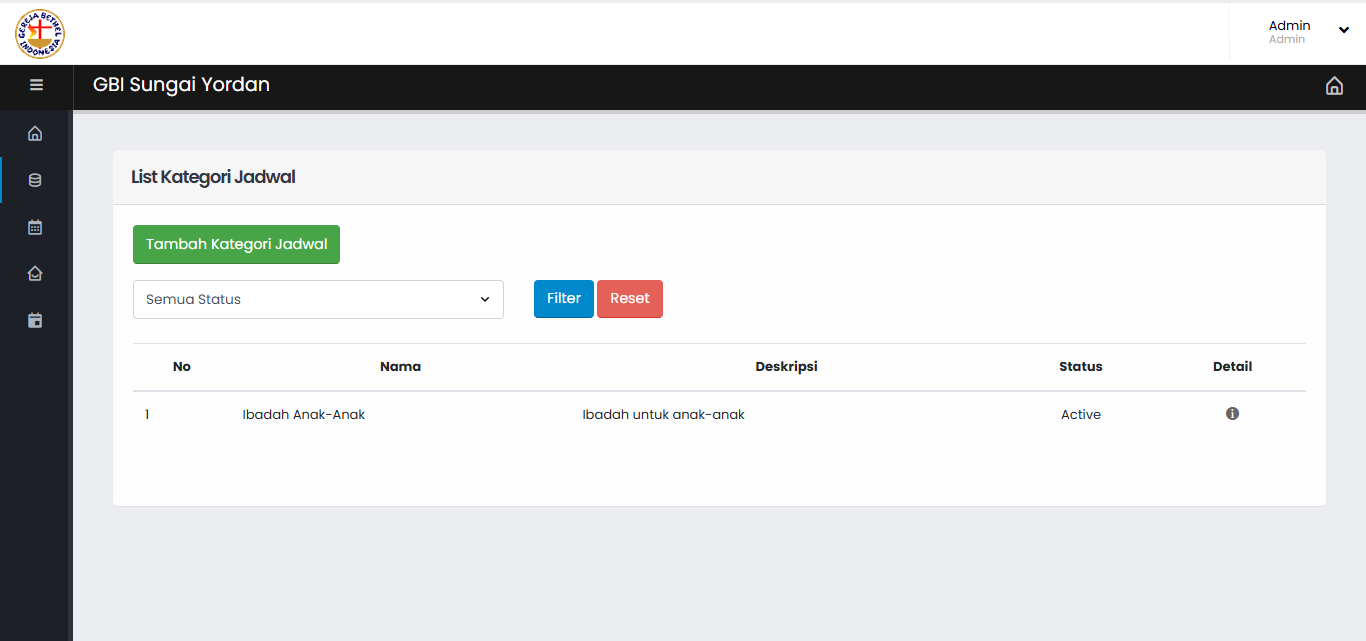 GEREJA BETHEL INDONESIA
Admin
Admin
GBI Sungai Yordan
List Kategori Jadwal
Tambah Kategori Jadwal
Semua Status
Filter Reset
No Nama Deskripsi Status Detail
1 Ibadah Anak-Anak Ibadah untuk anak-anak Active